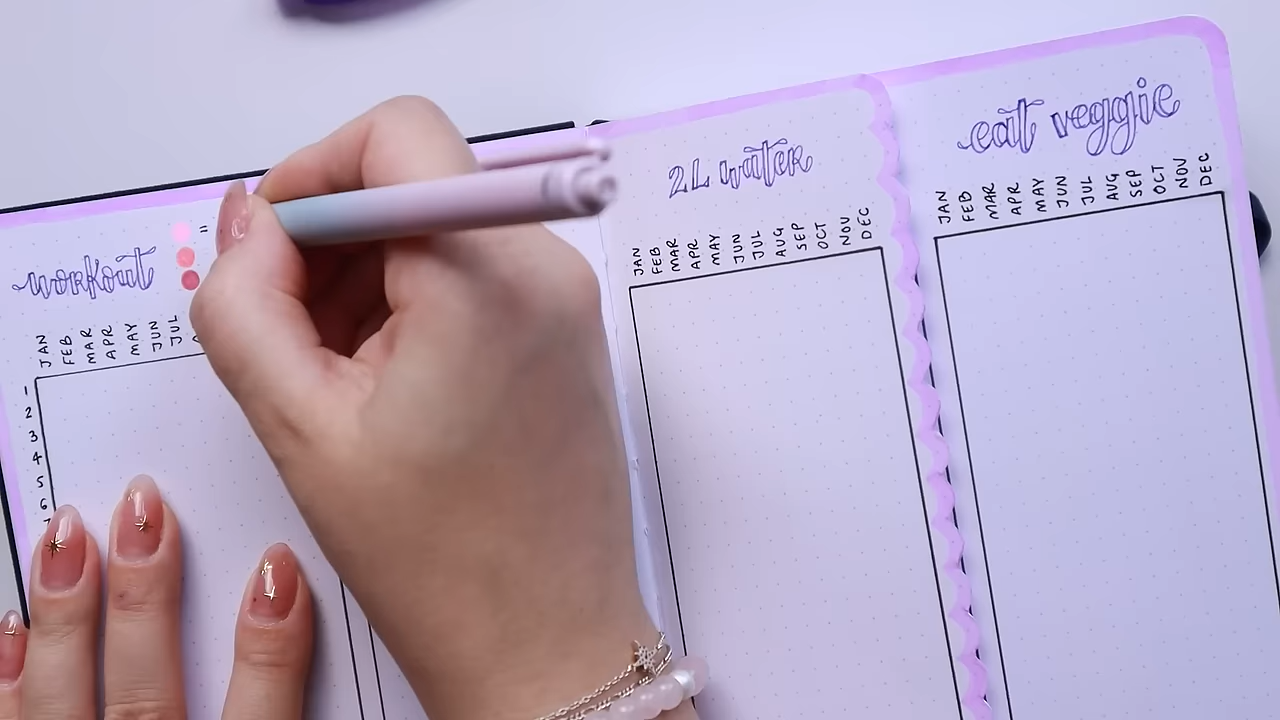 workout
=
JAN FEB MAR APR MAY JUN JUL
1
2
3
4
5
6
2L water
JAN FEB MAR APR MAY JUN JUL AUG SEP OCT NOV DEC
eat veggie
JAN FEB MAR APR MAY JUN JUL AUG SEP OCT NOV DEC